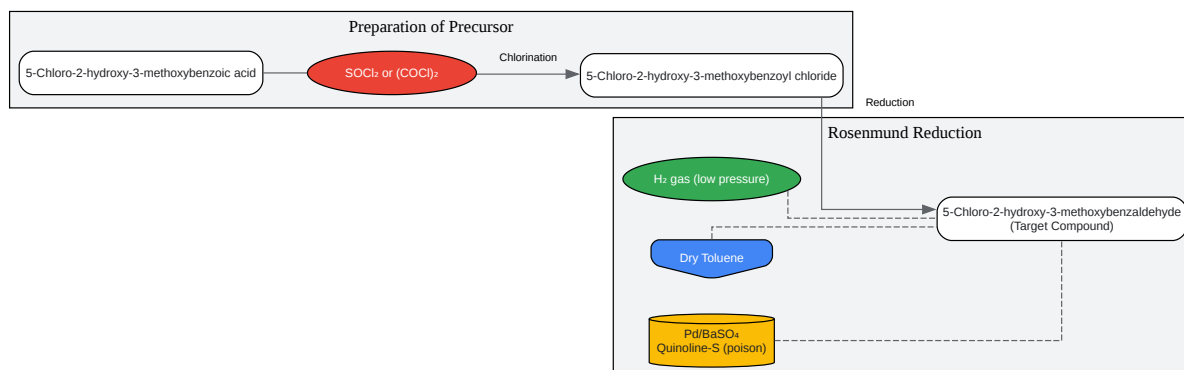 Preparation of Precursor
5-Chloro-2-hydroxy-3-methoxybenzoic acid
SOCl₂ or (COCl)₂
Chlorination
5-Chloro-2-hydroxy-3-methoxybenzoyl chloride
Reduction
Rosenmund Reduction
H₂ gas (low pressure)
5-Chloro-2-hydroxy-3-methoxybenzaldehyde
(Target Compound)
Dry Toluene
Pd/BaSO₄
Quinoline-S (poison)